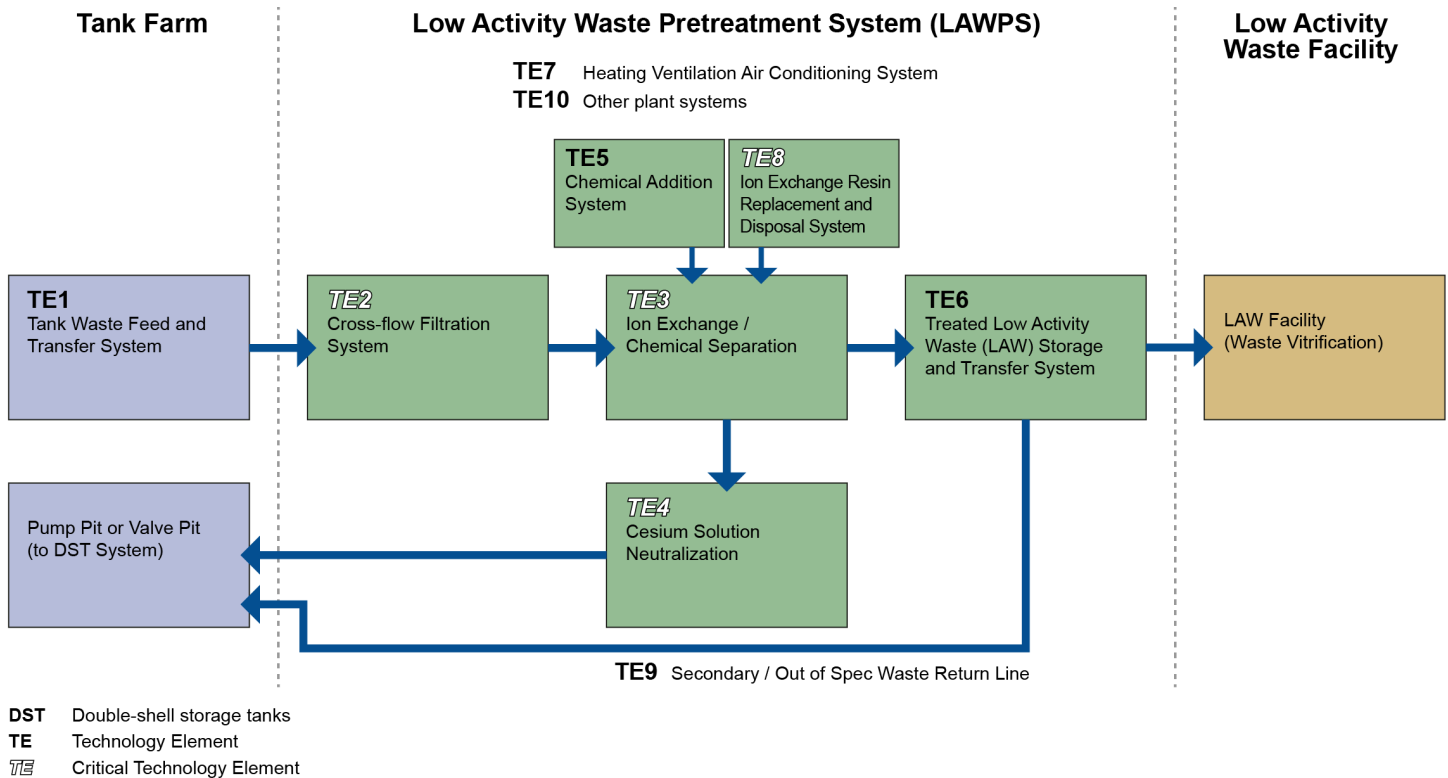 Tank Farm
Low Activity Waste Pretreatment System (LAWPS)
Low Activity
Waste Facility
TE7 Heating Ventilation Air Conditioning System
TE10 Other plant systems
TE5
Chemical Addition
System
TE8
Ion Exchange Resin
Replacement and
Disposal System
TE1
Tank Waste Feed and
Transfer System
TE2
Cross-flow Filtration
System
TE3
Ion Exchange /
Chemical Separation
TE6
Treated Low Activity
Waste (LAW) Storage
and Transfer System
LAW Facility
(Waste Vitrification)
Pump Pit or Valve Pit
(to DST System)
TE4
Cesium Solution
Neutralization
TE9 Secondary / Out of Spec Waste Return Line
DST Double-shell storage tanks
TE Technology Element
TE Critical Technology Element